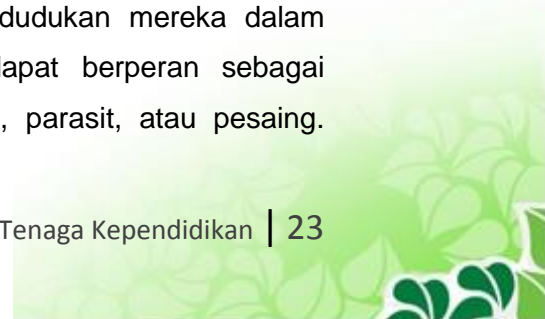 dudukan mereka dalam
dapat berperan sebagai
, parasit, atau pesaing.
Tenaga Kependidikan | 23